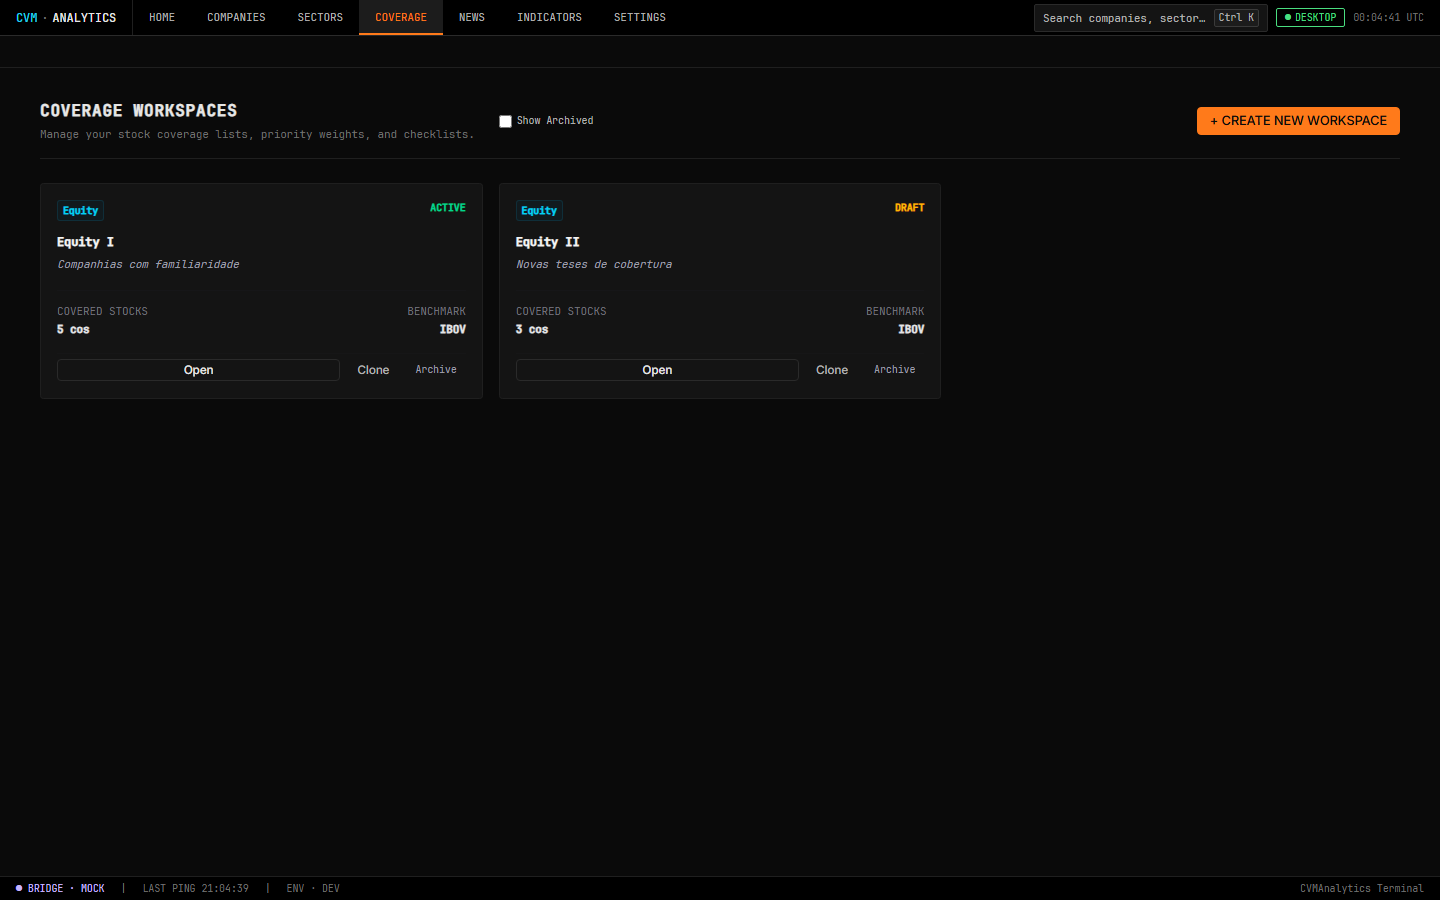 CVM · ANALYTICS HOME COMPANIES SECTORS COVERAGE NEWS INDICATORS SETTINGS Search companies, sector… Ctrl K DESKTOP 00:04:41 UTC
COVERAGE WORKSPACES
Manage your stock coverage lists, priority weights, and checklists.
Show Archived
+ CREATE NEW WORKSPACE
Equity ACTIVE
Equity I
Companhias com familiaridade
COVERED STOCKS BENCHMARK
5 cos IBOV
Open Clone Archive
Equity DRAFT
Equity II
Novas teses de cobertura
COVERED STOCKS BENCHMARK
3 cos IBOV
Open Clone Archive
BRIDGE · MOCK | LAST PING 21:04:39 | ENV · DEV CVMAnalytics Terminal